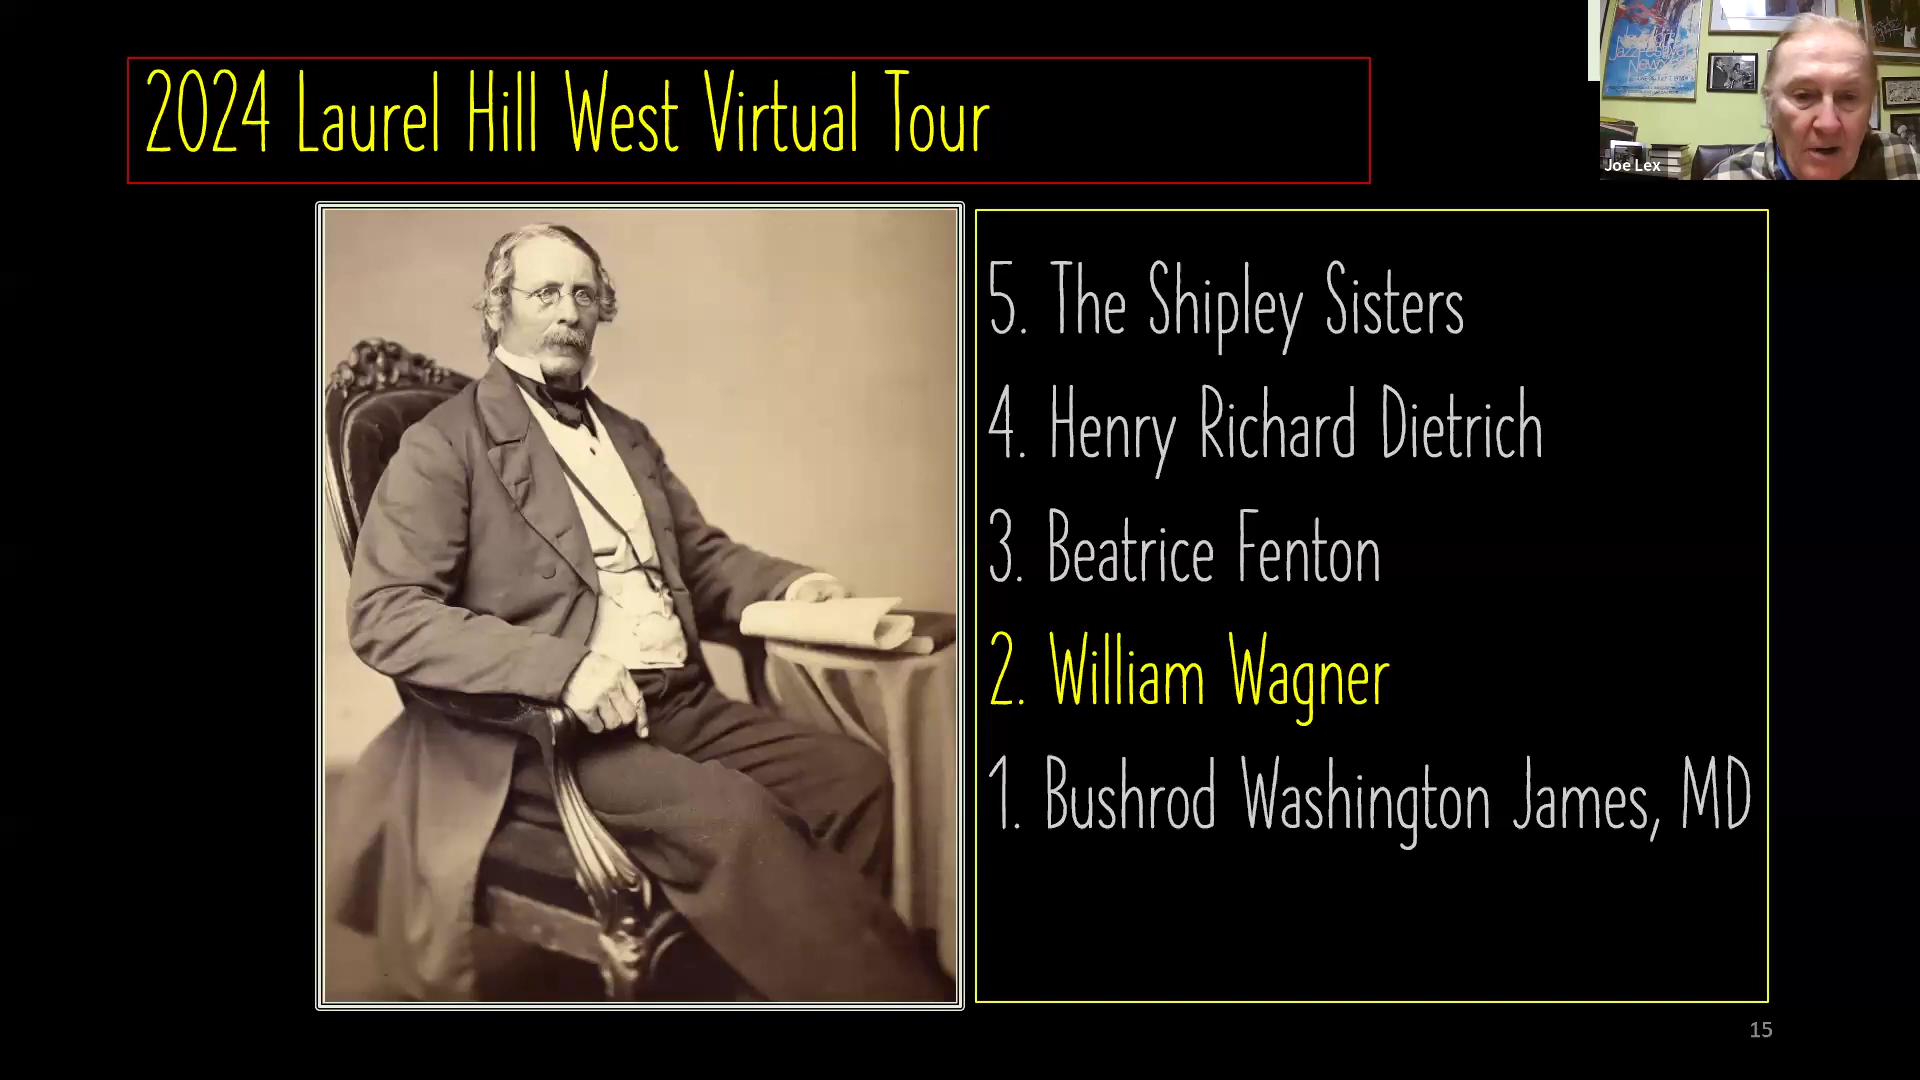 2024 Laurel Hill West Virtual Tour
Joe Lex
5. The Shipley Sisters
4. Henry Richard Dietrich
3. Beatrice Fenton
2. William Wagner
1. Bushrod Washington James, MD
15